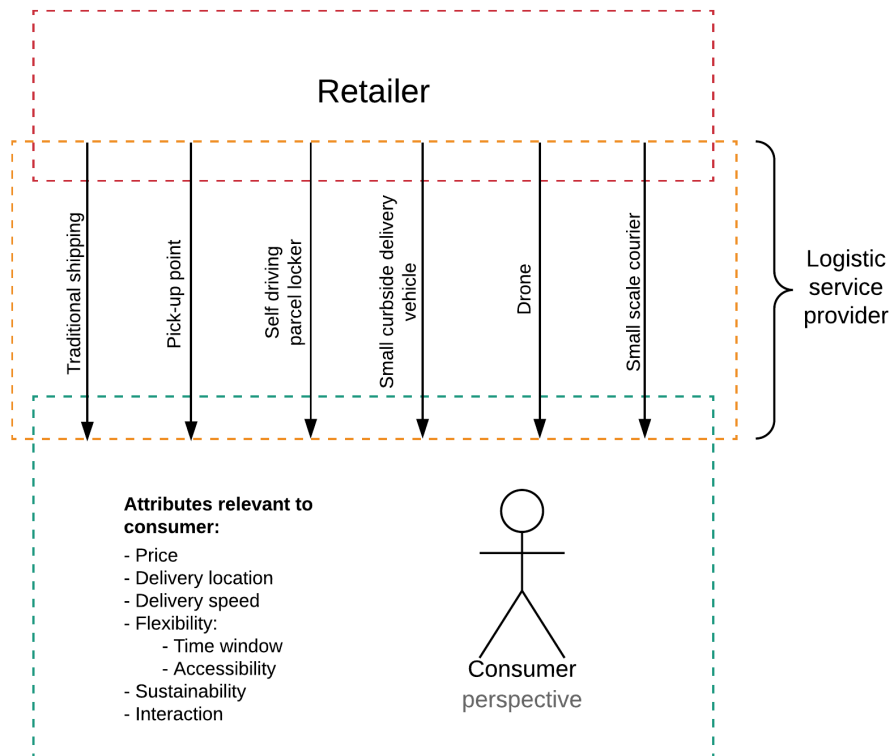 Retailer
Traditional shipping
Pick-up point
Self driving
parcel locker
Small curbside delivery
vehicle
Drone
Small scale courier
Logistic
service
provider
Attributes relevant to
consumer:
- Price
- Delivery location
- Delivery speed
- Flexibility:
- Time window
- Accessibility
- Sustainability
- Interaction
Consumer
perspective